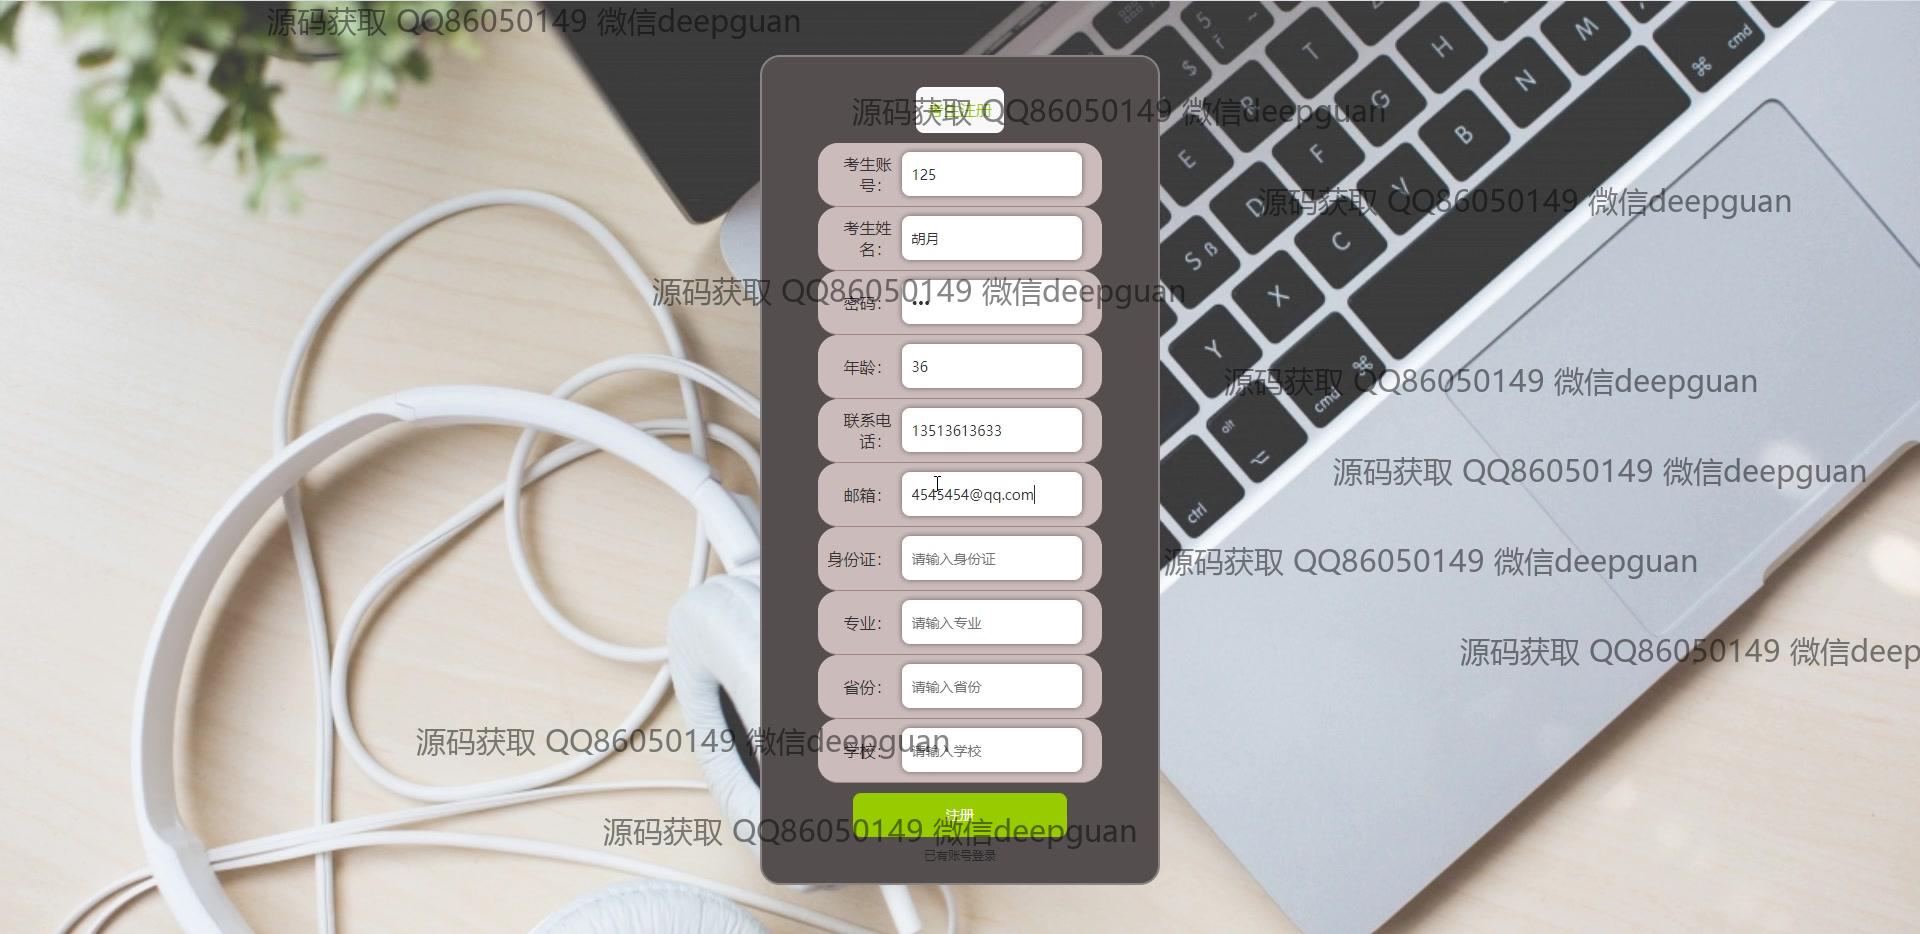 源码获取 QQ86050149 微信deepguan
考生注册
源码获取 QQ86050149 微信deepguan
考生账号：
125
源码获取 QQ86050149 微信deepguan
考生姓名：
胡月
源码获取 QQ86050149 微信deepguan
密码：
•••
年龄：
36
源码获取 QQ86050149 微信deepguan
联系电话：
13513613633
源码获取 QQ86050149 微信deepguan
邮箱：
4545454@qq.com
身份证：
请输入身份证
源码获取 QQ86050149 微信deepguan
专业：
请输入专业
源码获取 QQ86050149 微信deep
省份：
请输入省份
源码获取 QQ86050149 微信deepguan
学校：
请输入学校
注册
源码获取 QQ86050149 微信deepguan
已有账号登录